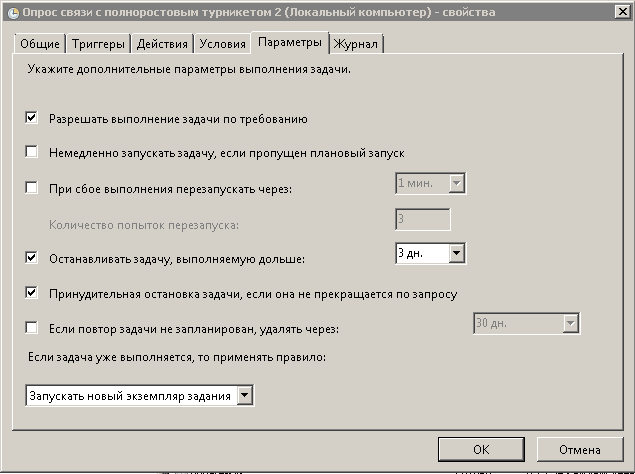 Опрос связи с полноростовым турникетом 2 (Локальный компьютер) - свойства
Общие Триггеры Действия Условия Параметры Журнал
Укажите дополнительные параметры выполнения задачи.
Разрешать выполнение задачи по требованию
Немедленно запускать задачу, если пропущен плановый запуск
При сбое выполнения перезапускать через: 1 мин.
Количество попыток перезапуска: 3
Останавливать задачу, выполняемую дольше: 3 дн.
Принудительная остановка задачи, если она не прекращается по запросу
Если повтор задачи не запланирован, удалять через: 30 дн.
Если задача уже выполняется, то применять правило:
Запускать новый экземпляр задания
OK Отмена